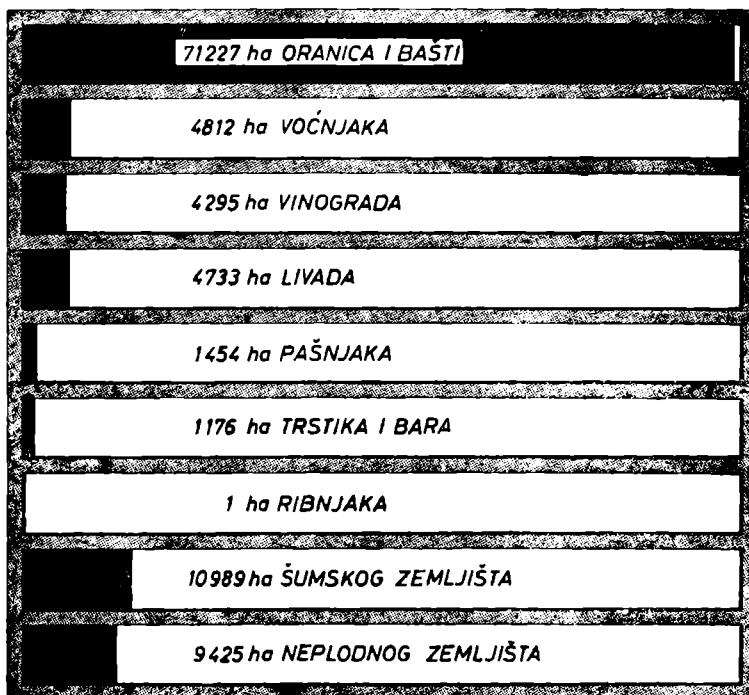 71227 ha ORANICA I BAŠTI
4812 ha VOĆNJAKA
4295 ha VINOGRADA
4733 ha LIVADA
1454 ha PAŠNJAKA
1176 ha TRSTIKA I BARA
1 ha RIBNJAKA
10989 ha ŠUMSKOG ZEMLJIŠTA
9425 ha NEPLODNOG ZEMLJIŠTA